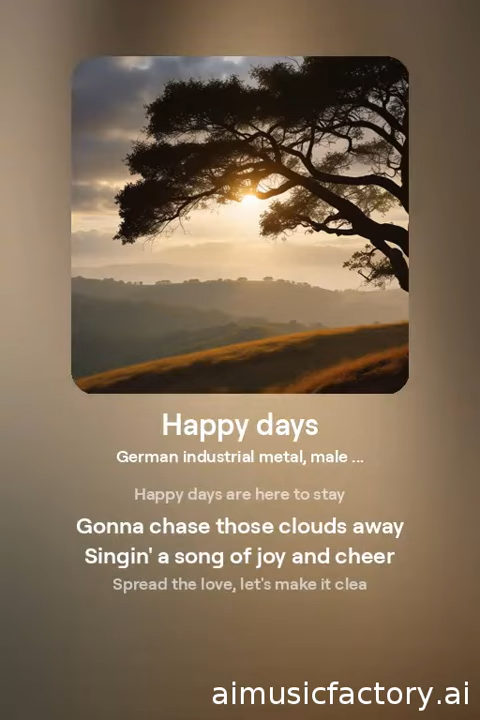 Happy days
German industrial metal, male ...
Happy days are here to stay
Gonna chase those clouds away
Singin' a song of joy and cheer
Spread the love, let's make it clea
aimusicfactory.ai